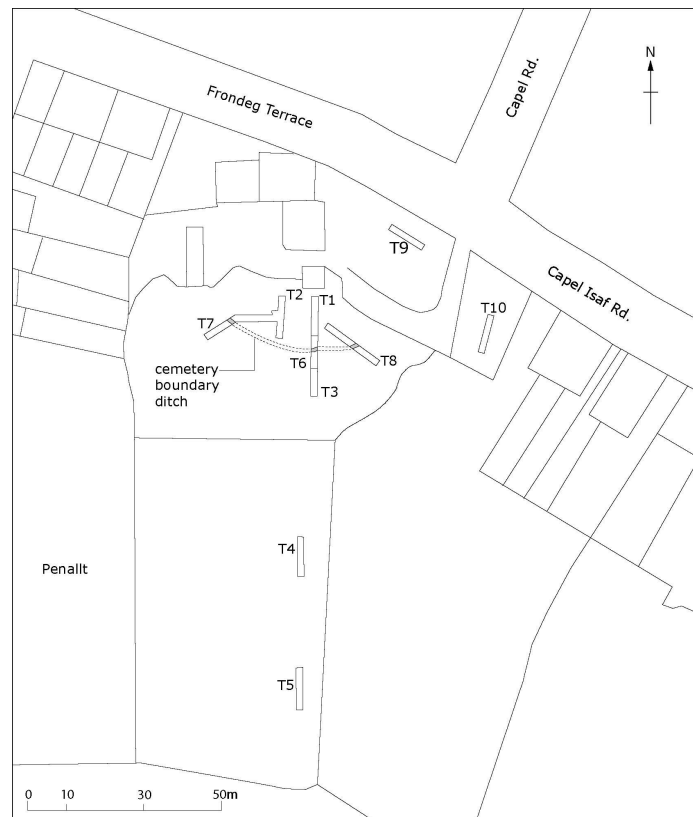 N
Frondeg Terrace
Capel Rd.
T9
Capel Isaf Rd.
T2
T1
T10
T7
T6
T8
cemetery
boundary
ditch
T3
T4
Penallt
T5
0 10 30 50m